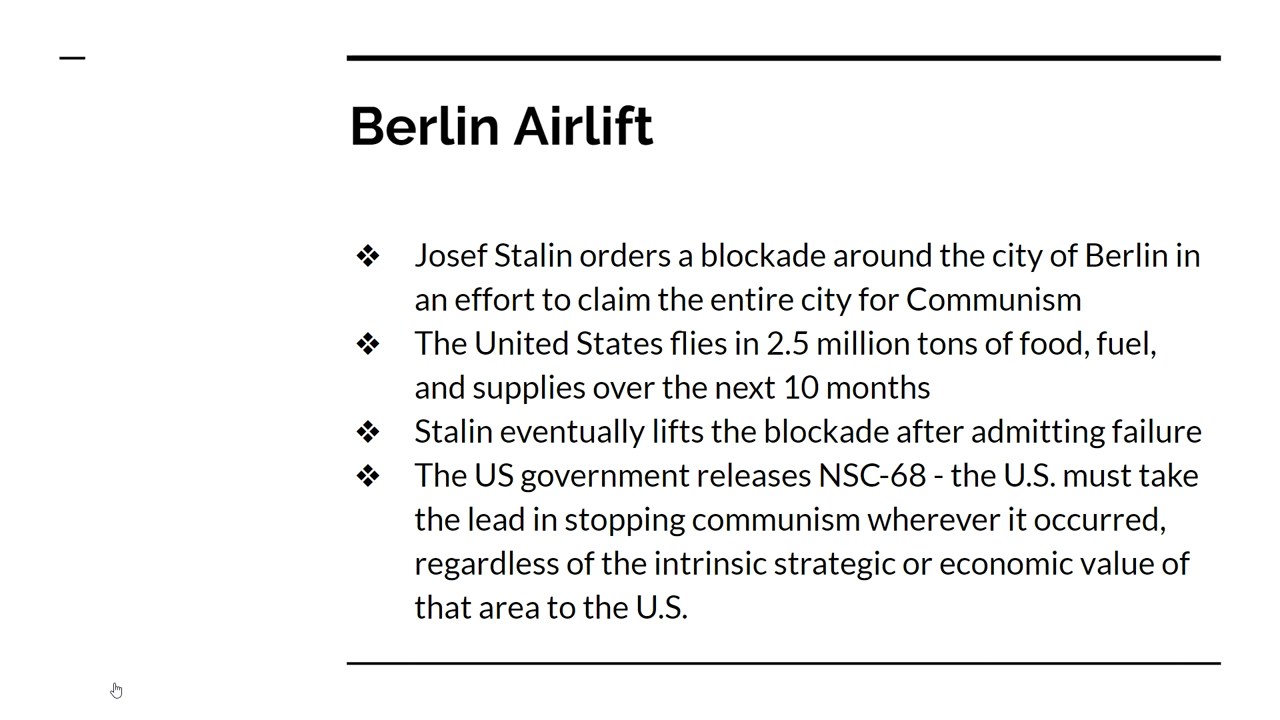 Berlin Airlift
❖ Josef Stalin orders a blockade around the city of Berlin in
an effort to claim the entire city for Communism
❖ The United States flies in 2.5 million tons of food, fuel,
and supplies over the next 10 months
❖ Stalin eventually lifts the blockade after admitting failure
❖ The US government releases NSC-68 - the U.S. must take
the lead in stopping communism wherever it occurred,
regardless of the intrinsic strategic or economic value of
that area to the U.S.